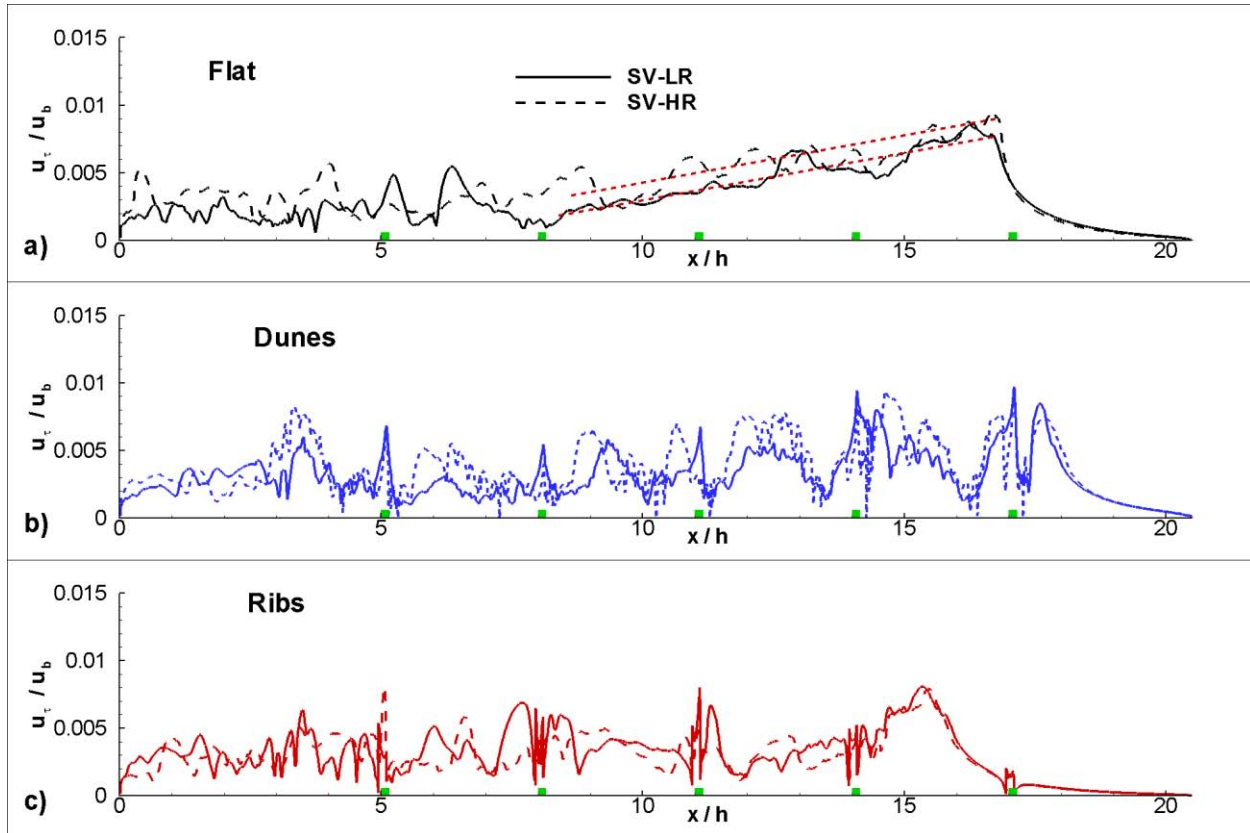 0.015
Flat
SV-LR
SV-HR
0.01
u_τ / u_b
0.005
0
a)
0 5 10 15 20
x / h
0.015
Dunes
0.01
u_τ / u_b
0.005
0
b)
0 5 10 15 20
x / h
0.015
Ribs
0.01
u_τ / u_b
0.005
0
c)
0 5 10 15 20
x / h